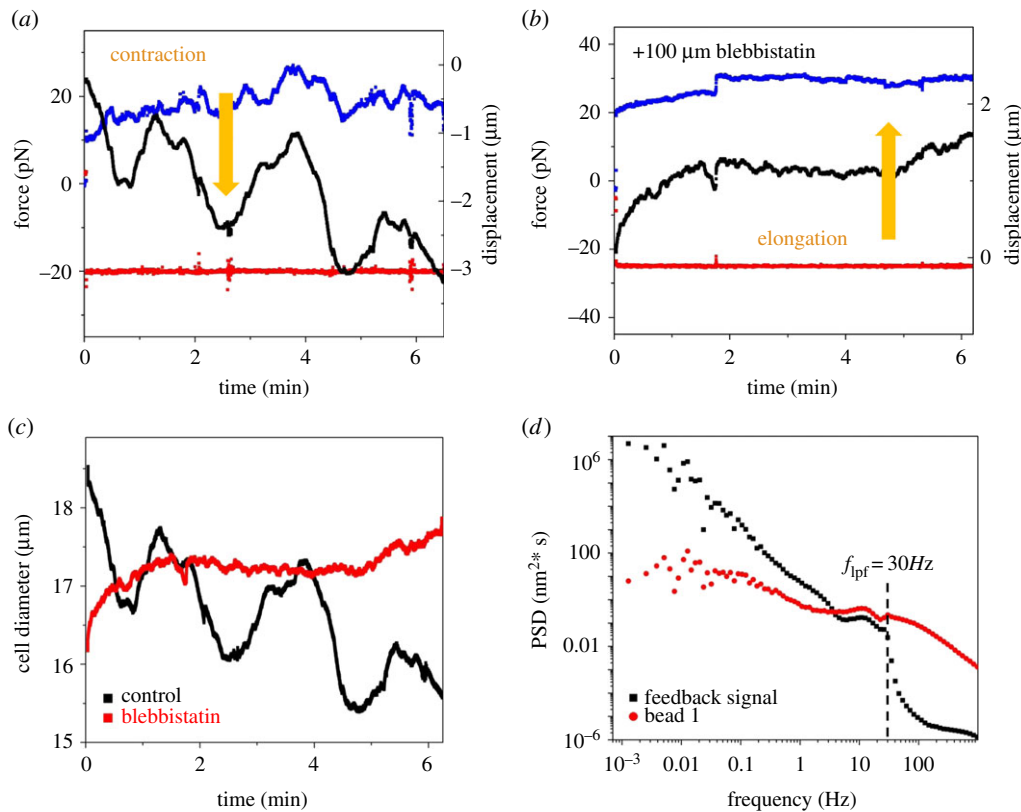 (a)
contraction
20
0
−20
force (pN)
0
−1
−2
−3
displacement (μm)
0
2
4
6
time (min)
(b)
+100 μm blebbistatin
elongation
40
20
0
−20
−40
force (pN)
2
0
displacement (μm)
0
2
4
6
time (min)
(c)
18
17
16
15
cell diameter (μm)
control
blebbistatin
0
2
4
6
time (min)
(d)
10⁶
100
0.01
10⁻⁶
PSD (nm²* s)
f_lpf = 30Hz
feedback signal
bead 1
10⁻³
0.01
0.1
1
10
100
frequency (Hz)